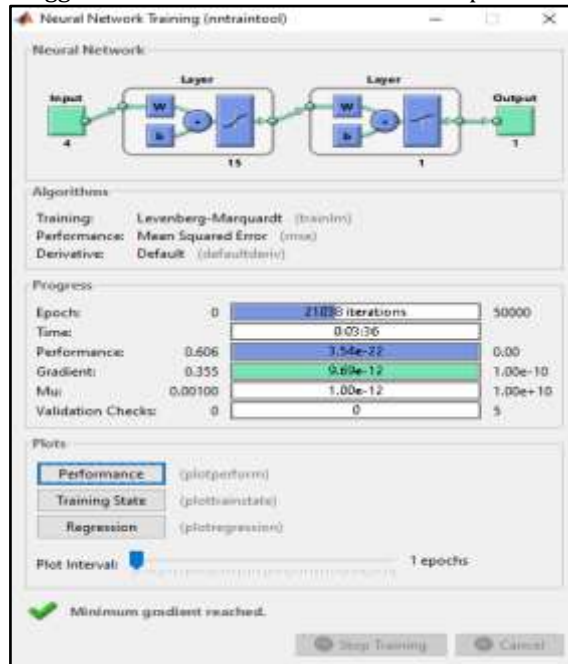 Neural Network Training (nntraintool)
Neural Network
Layer Layer
Input Output
W W
b b
4 1
15 1
Algorithms
Training: Levenberg-Marquardt (trainlm)
Performance: Mean Squared Error (mse)
Derivative: Default (defaultderiv)
Progress
Epoch: 0 iterations 50000
Time: 0:03:36
Performance: 0.606 3.54e-22 0.00
Gradient: 0.355 9.69e-12 1.00e-10
Mu: 0.00100 1.00e-12 1.00e+10
Validation Checks: 0 0 5
Plots
Performance (plotperform)
Training State (plottrainstate)
Regression (plotregression)
Plot Interval: 1 epochs
Minimum gradient reached.
Stop Training Cancel